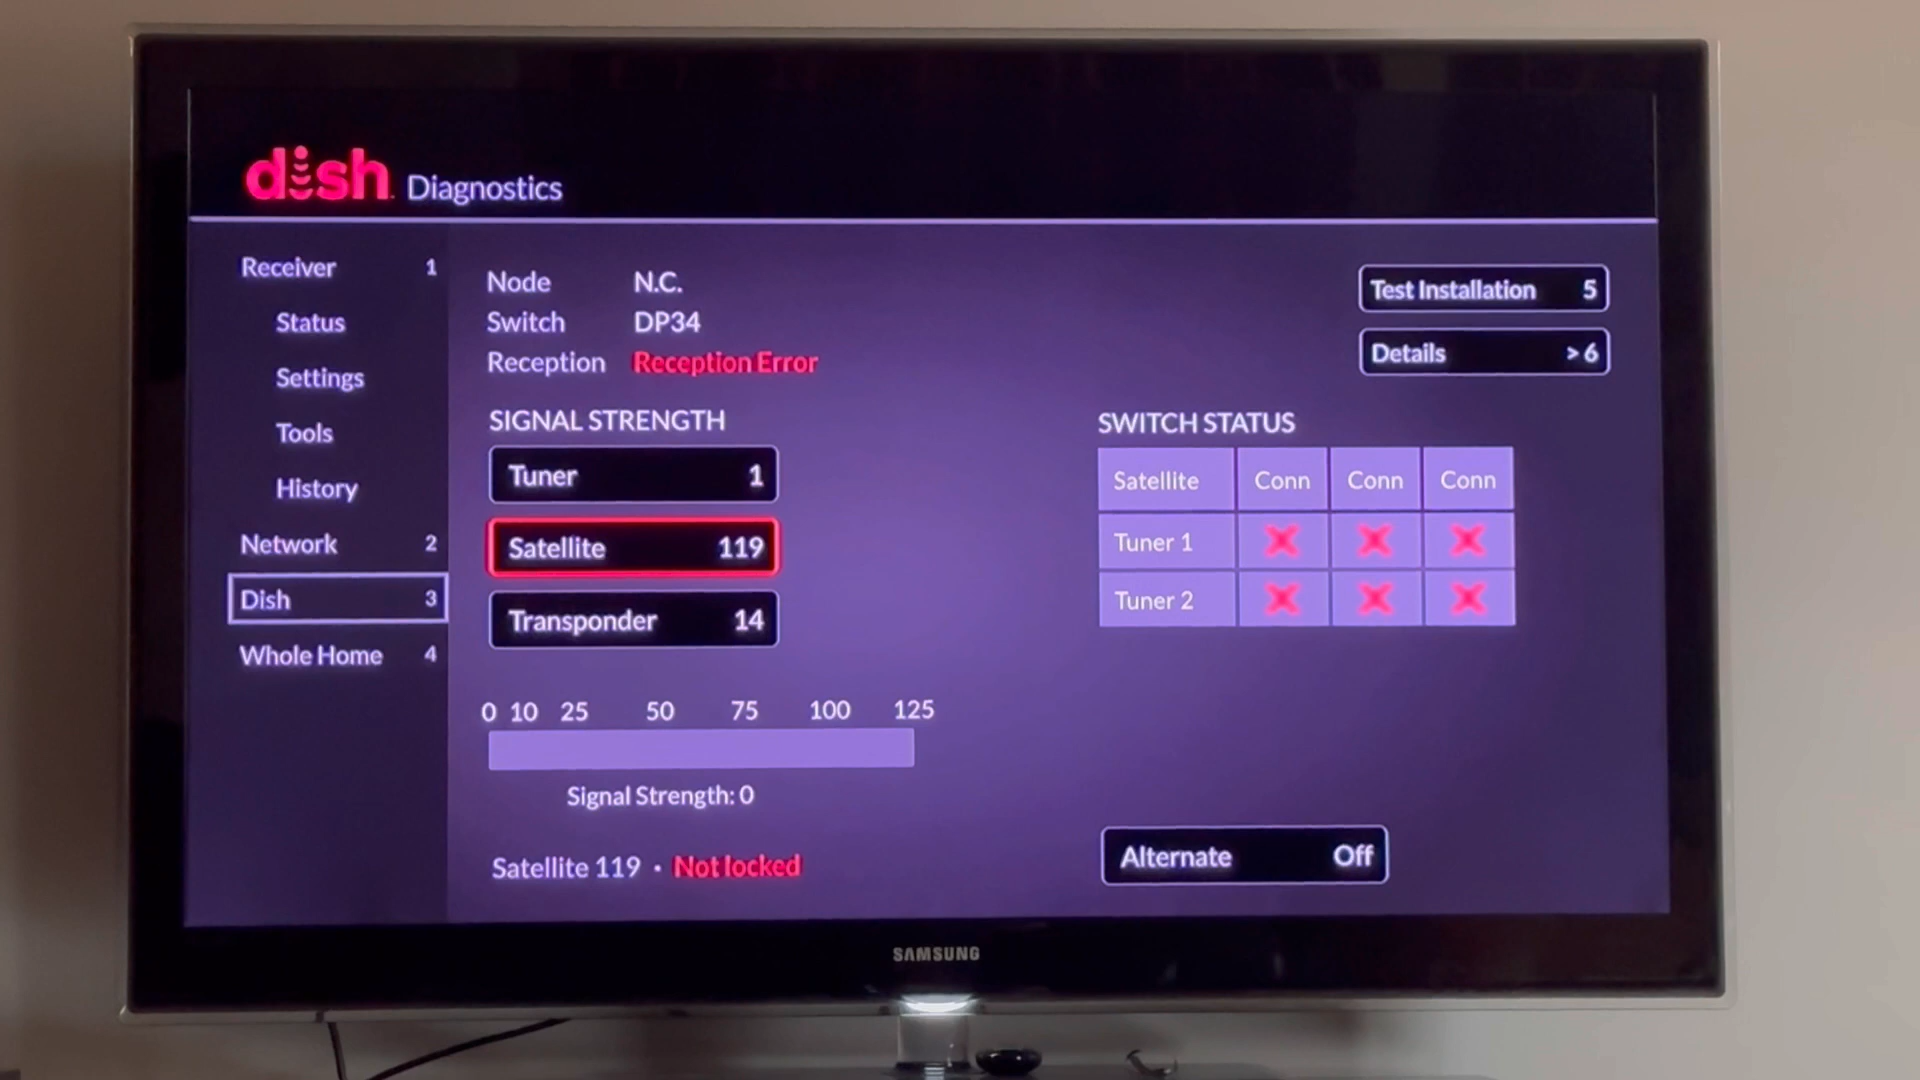 dish Diagnostics
Receiver 1
Status
Settings
Tools
History
Network 2
Dish 3
Whole Home 4
Node N.C.
Switch DP34
Reception Reception Error
SIGNAL STRENGTH
Tuner 1
Satellite 119
Transponder 14
0 10 25 50 75 100 125
Signal Strength: 0
Satellite 119 • Not locked
Test Installation 5
Details > 6
SWITCH STATUS
Satellite Conn Conn Conn
Tuner 1
Tuner 2
Alternate Off
SAMSUNG